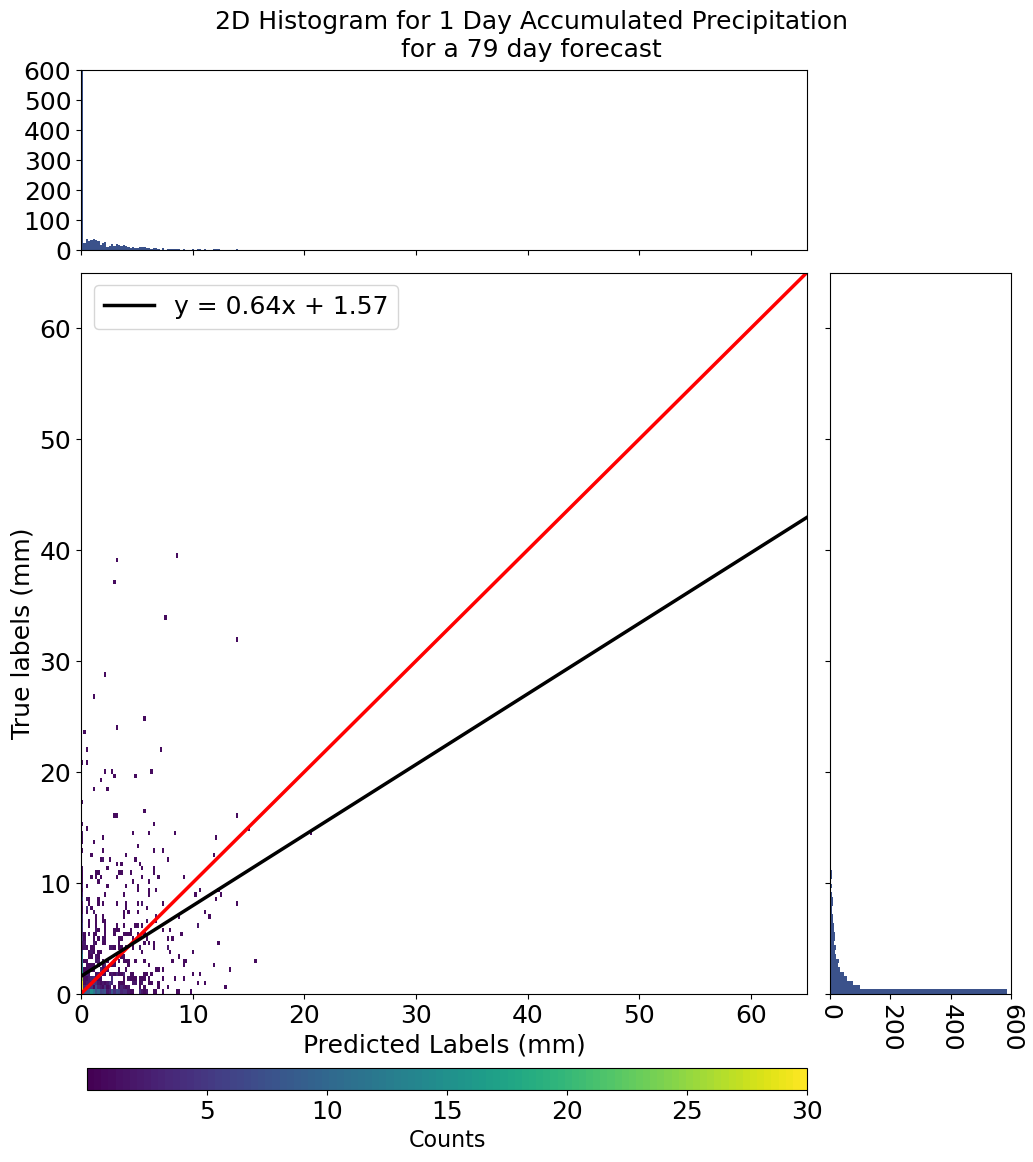 2D Histogram for 1 Day Accumulated Precipitation
for a 79 day forecast
600
500
400
300
200
100
0
y = 0.64x + 1.57
60
50
40
30
20
10
0
True labels (mm)
0 10 20 30 40 50 60
Predicted Labels (mm)
0 200 400 600
5 10 15 20 25 30
Counts